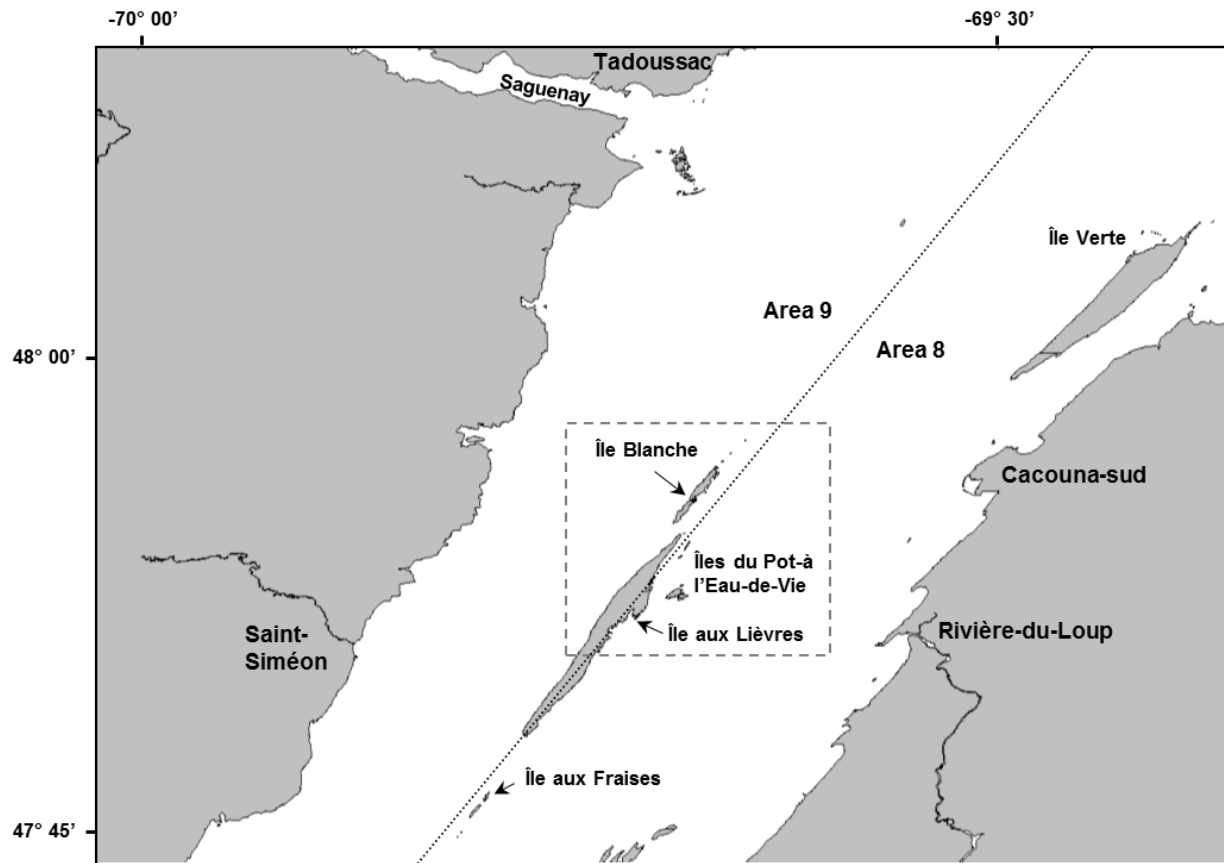 -70° 00’
-69° 30’
Tadoussac
Saguenay
Île Verte
Area 9
Area 8
48° 00’
Île Blanche
Cacouna-sud
Îles du Pot-à
l’Eau-de-Vie
Île aux Lièvres
Saint-
Siméon
Rivière-du-Loup
Île aux Fraises
47° 45’